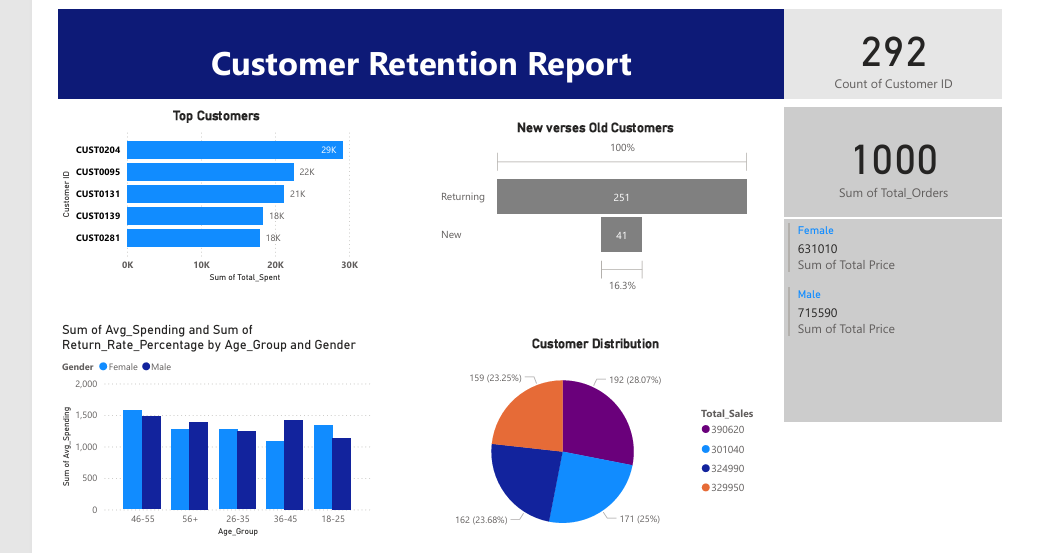 Customer Retention Report
292
Count of Customer ID
1000
Sum of Total_Orders
Female
631010
Sum of Total Price
Male
715590
Sum of Total Price
Top Customers
Customer ID
CUST0204
29K
CUST0095
22K
CUST0131
21K
CUST0139
18K
CUST0281
18K
0K 10K 20K 30K
Sum of Total_Spent
New verses Old Customers
100%
Returning
251
New
41
16.3%
Sum of Avg_Spending and Sum of
Return_Rate_Percentage by Age_Group and Gender
Gender Female Male
Sum of Avg_Spending
2,000
1,500
1,000
500
0
46-55 56+ 26-35 36-45 18-25
Age_Group
Customer Distribution
159 (23.25%)
192 (28.07%)
162 (23.68%)
171 (25%)
Total_Sales
390620
301040
324990
329950